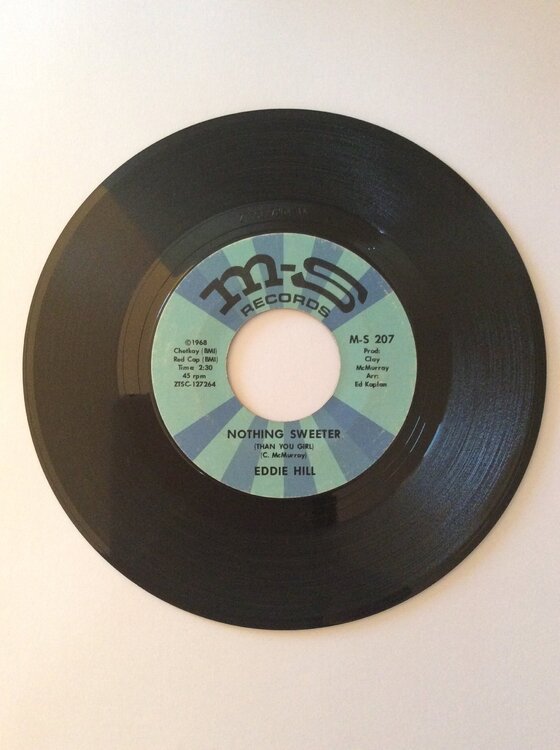 m-s
RECORDS
©1968
Chetkay (BMI)
Red Cap (BMI)
Time 2:30
45 rpm
ZTSC-127264
M-S 207
Prod:
Clay
McMurray
Arr:
Ed Kaplan
NOTHING SWEETER
(THAN YOU GIRL)
(C. McMurray)
EDDIE HILL